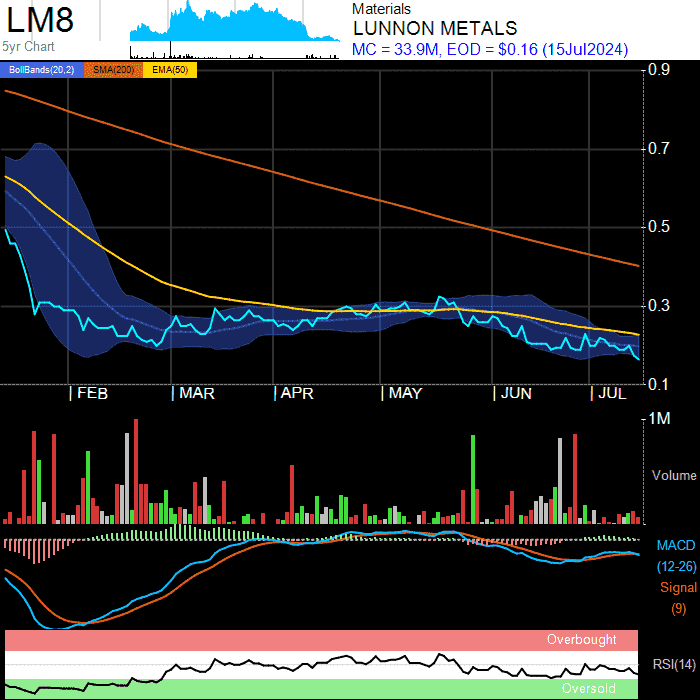 LM8
5yr Chart
Materials
LUNNON METALS
MC = 33.9M, EOD = $0.16 (15Jul2024)
BollBands(20,2) SMA(200) EMA(50)
0.9
0.7
0.5
0.3
0.1
FEB MAR APR MAY JUN JUL
1M
Volume
MACD
(12-26)
Signal
(9)
Overbought
RSI(14)
Oversold